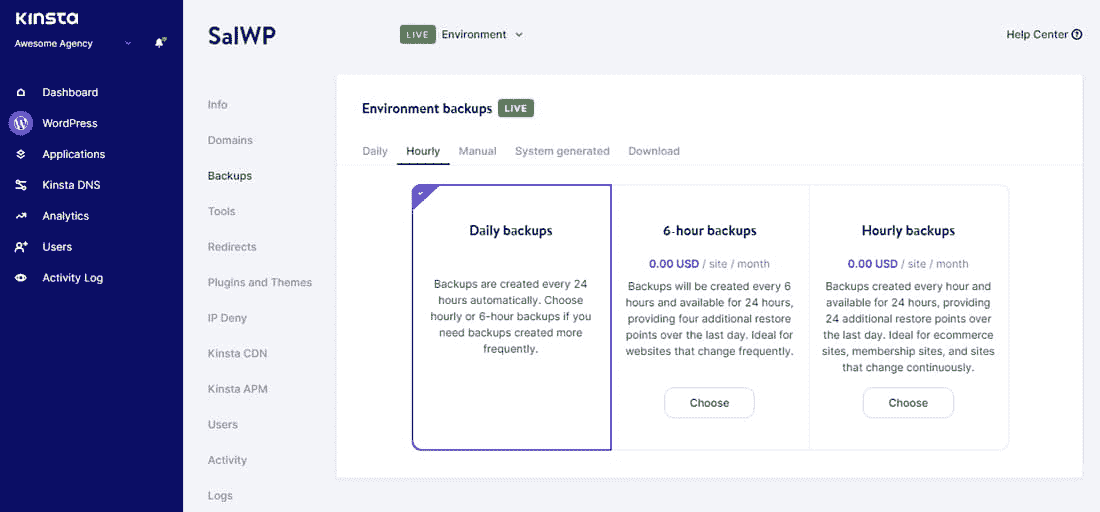 Kinsta
Awesome Agency
Dashboard
WordPress
Applications
Kinsta DNS
Analytics
Users
Activity Log
SalWP
LIVE Environment
Help Center
Info
Domains
Backups
Tools
Redirects
Plugins and Themes
IP Deny
Kinsta CDN
Kinsta APM
Users
Activity
Logs
Environment backups LIVE
Daily Hourly Manual System generated Download
Daily backups
Backups are created every 24
hours automatically. Choose
hourly or 6-hour backups if you
need backups created more
frequently.
6-hour backups
0.00 USD / site / month
Backups will be created every 6
hours and available for 24 hours,
providing four additional restore
points over the last day. Ideal for
websites that change frequently.
Choose
Hourly backups
0.00 USD / site / month
Backups created every hour and
available for 24 hours, providing
24 additional restore points over
the last day. Ideal for ecommerce
sites, membership sites, and sites
that change continuously.
Choose